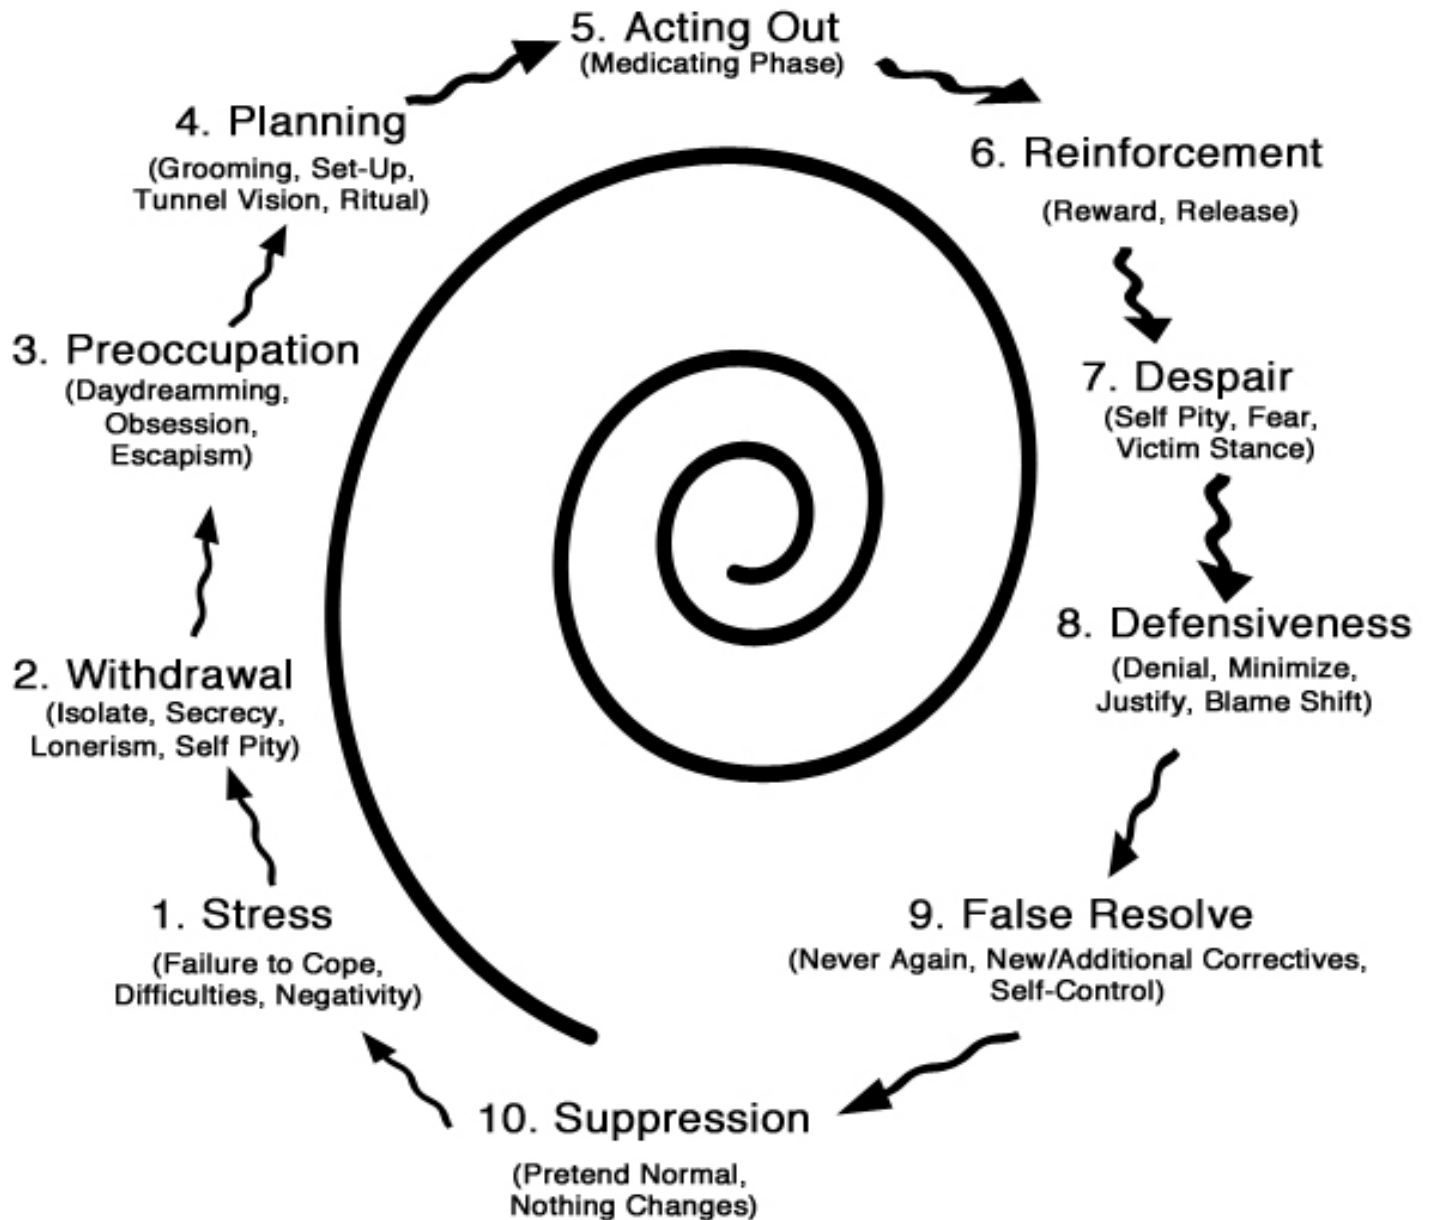 5. Acting Out
(Medicating Phase)
4. Planning
(Grooming, Set-Up,
Tunnel Vision, Ritual)
6. Reinforcement
(Reward, Release)
3. Preoccupation
(Daydreamming,
Obsession,
Escapism)
7. Despair
(Self Pity, Fear,
Victim Stance)
2. Withdrawal
(Isolate, Secrecy,
Lonerism, Self Pity)
8. Defensiveness
(Denial, Minimize,
Justify, Blame Shift)
1. Stress
(Failure to Cope,
Difficulties, Negativity)
9. False Resolve
(Never Again, New/Additional Correctives,
Self-Control)
10. Suppression
(Pretend Normal,
Nothing Changes)